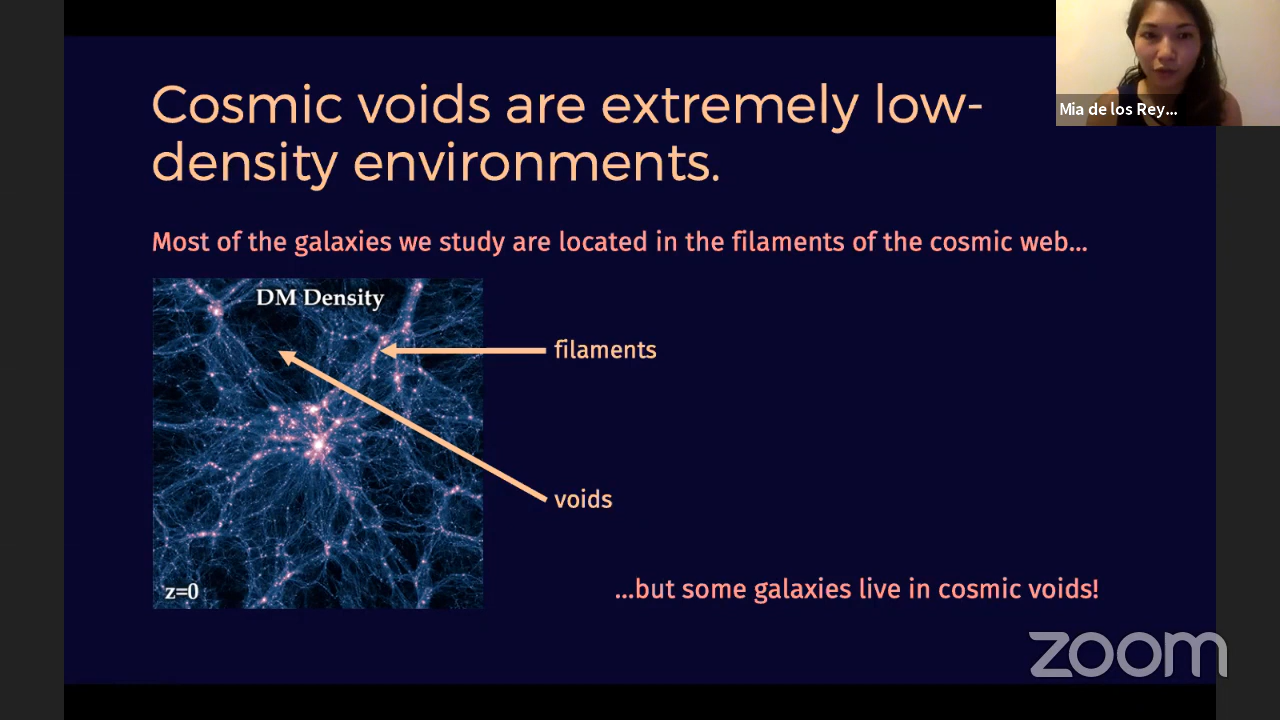 Cosmic voids are extremely low-
density environments.
Mia de los Rey...
Most of the galaxies we study are located in the filaments of the cosmic web...
DM Density
filaments
voids
z=0
...but some galaxies live in cosmic voids!
zoom